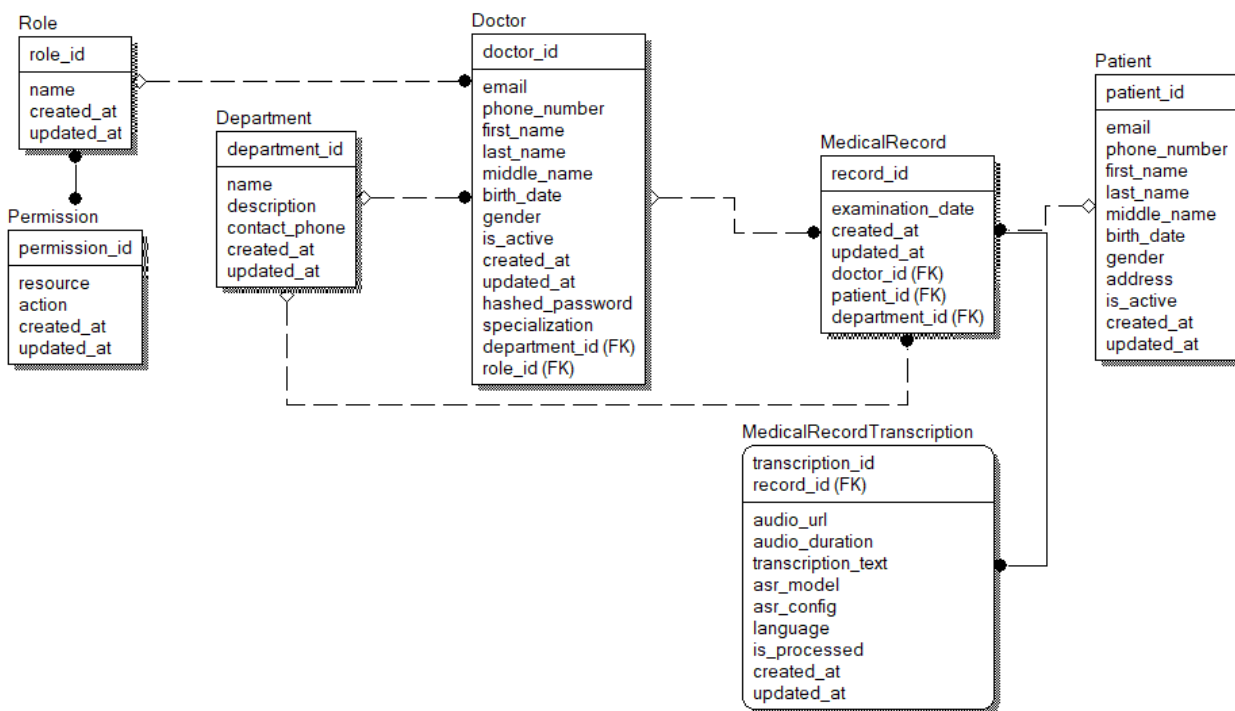 Role
role_id
name
created_at
updated_at
Permission
permission_id
resource
action
created_at
updated_at
Department
department_id
name
description
contact_phone
created_at
updated_at
Doctor
doctor_id
email
phone_number
first_name
last_name
middle_name
birth_date
gender
is_active
created_at
updated_at
hashed_password
specialization
department_id (FK)
role_id (FK)
MedicalRecord
record_id
examination_date
created_at
updated_at
doctor_id (FK)
patient_id (FK)
department_id (FK)
Patient
patient_id
email
phone_number
first_name
last_name
middle_name
birth_date
gender
address
is_active
created_at
updated_at
MedicalRecordTranscription
transcription_id
record_id (FK)
audio_url
audio_duration
transcription_text
asr_model
asr_config
language
is_processed
created_at
updated_at